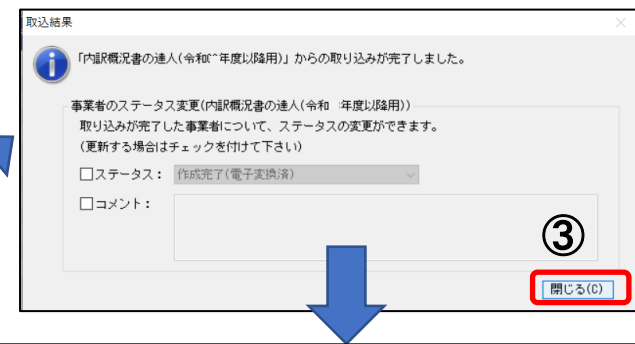 取込結果
「内訳概況書の達人(令和 年度以降用)」からの取り込みが完了しました。
事業者のステータス変更(内訳概況書の達人(令和 年度以降用))
取り込みが完了した事業者について、ステータスの変更ができます。
(更新する場合はチェックを付けて下さい)
ステータス： 作成完了(電子変換済)
コメント：
③
閉じる(C)